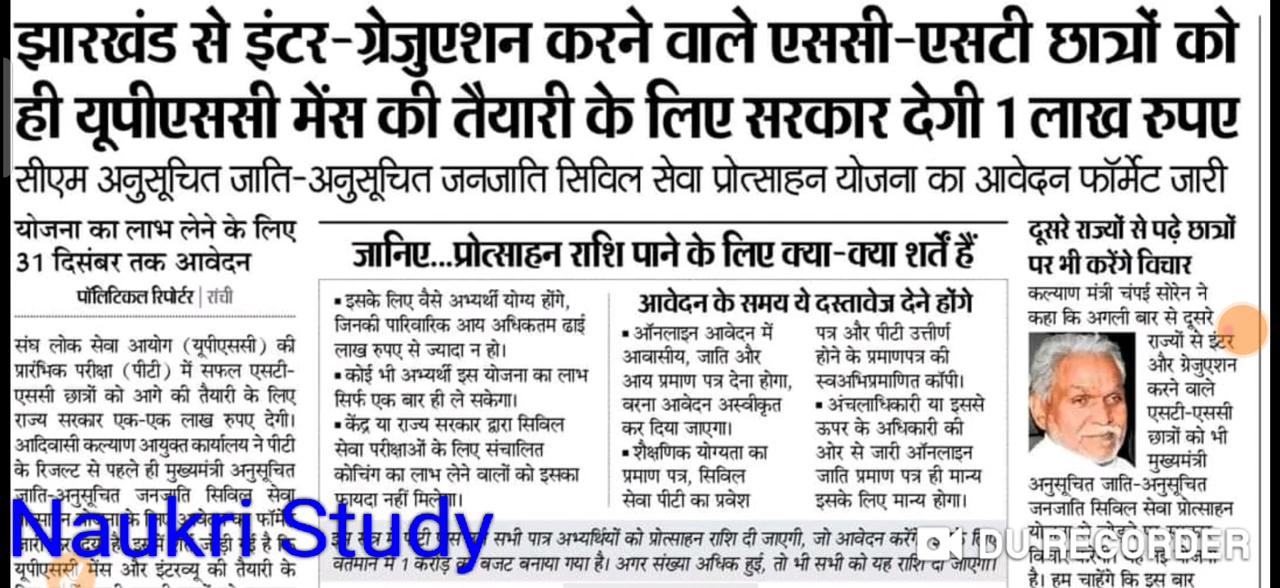 झारखंड से इंटर-ग्रेजुएशन करने वाले एससी-एसटी छात्रों को
ही यूपीएससी मेंस की तैयारी के लिए सरकार देगी 1 लाख रुपए
सीएम अनुसूचित जाति-अनुसूचित जनजाति सिविल सेवा प्रोत्साहन योजना का आवेदन फॉर्मेट जारी
योजना का लाभ लेने के लिए
31 दिसंबर तक आवेदन
पॉलिटिकल रिपोर्टर | रांची
संघ लोक सेवा आयोग (यूपीएससी) की
प्रारंभिक परीक्षा (पीटी) में सफल एसटी-
एससी छात्रों को आगे की तैयारी के लिए
राज्य सरकार एक-एक लाख रुपए देगी।
आदिवासी कल्याण आयुक्त कार्यालय ने पीटी
के रिजल्ट से पहले ही मुख्यमंत्री अनुसूचित
जाति-अनुसूचित जनजाति सिविल सेवा
यूपीएससी मेंस और इंटरव्यू की तैयारी के
जानिए...प्रोत्साहन राशि पाने के लिए क्या-क्या शर्तें हैं
▪ इसके लिए वैसे अभ्यर्थी योग्य होंगे,
जिनकी पारिवारिक आय अधिकतम ढाई
लाख रुपए से ज्यादा न हो।
▪ कोई भी अभ्यर्थी इस योजना का लाभ
सिर्फ एक बार ही ले सकेगा।
▪ केंद्र या राज्य सरकार द्वारा सिविल
सेवा परीक्षाओं के लिए संचालित
कोचिंग का लाभ लेने वालों को इसका
फायदा नहीं मिलेगा।
आवेदन के समय ये दस्तावेज देने होंगे
▪ ऑनलाइन आवेदन में
आवासीय, जाति और
आय प्रमाण पत्र देना होगा,
वरना आवेदन अस्वीकृत
कर दिया जाएगा।
▪ शैक्षणिक योग्यता का
प्रमाण पत्र, सिविल
सेवा पीटी का प्रवेश
पत्र और पीटी उत्तीर्ण
होने के प्रमाणपत्र की
स्वअभिप्रमाणित कॉपी।
▪ अंचलाधिकारी या इससे
ऊपर के अधिकारी की
ओर से जारी ऑनलाइन
जाति प्रमाण पत्र ही मान्य
इसके लिए मान्य होगा।
सभी पात्र अभ्यर्थियों को प्रोत्साहन राशि दी जाएगी, जो आवेदन करेंगे
वर्तमान में 1 करोड़ का बजट बनाया गया है। अगर संख्या अधिक हुई, तो भी सभी को यह राशि दी जाएगी।
दूसरे राज्यों से पढ़े छात्रों
पर भी करेंगे विचार
कल्याण मंत्री चंपई सोरेन ने
कहा कि अगली बार से दूसरे
राज्यों से इंटर
और ग्रेजुएशन
करने वाले
एसटी-एससी
छात्रों को भी
मुख्यमंत्री
अनुसूचित जाति-अनुसूचित
जनजाति सिविल सेवा प्रोत्साहन
है। हम चाहेंगे कि इस बार
Naukri Study
DU RECORDER